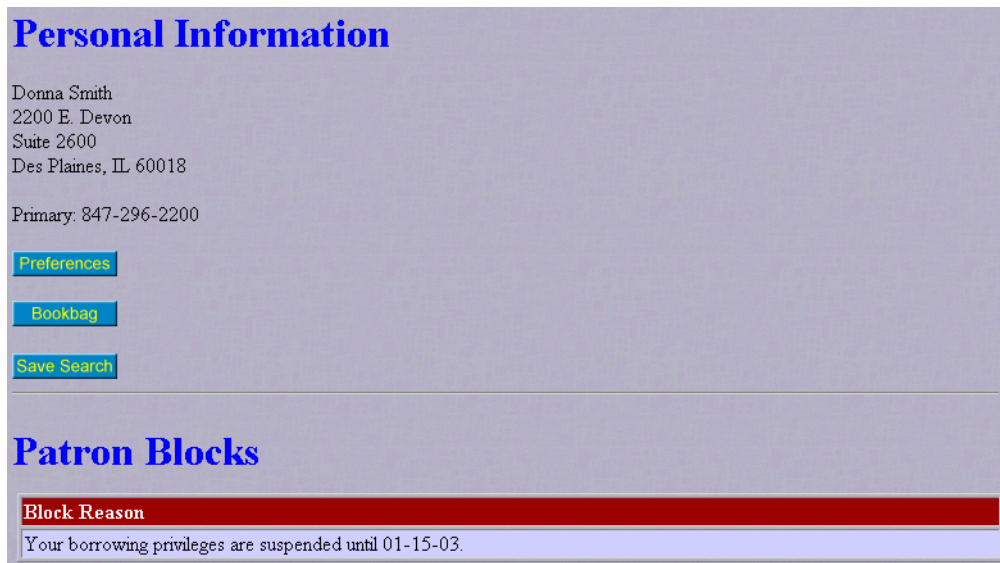 Personal Information
Donna Smith
2200 E. Devon
Suite 2600
Des Plaines, IL 60018
Primary: 847-296-2200
Preferences
Bookbag
Save Search
Patron Blocks
Block Reason
Your borrowing privileges are suspended until 01-15-03.